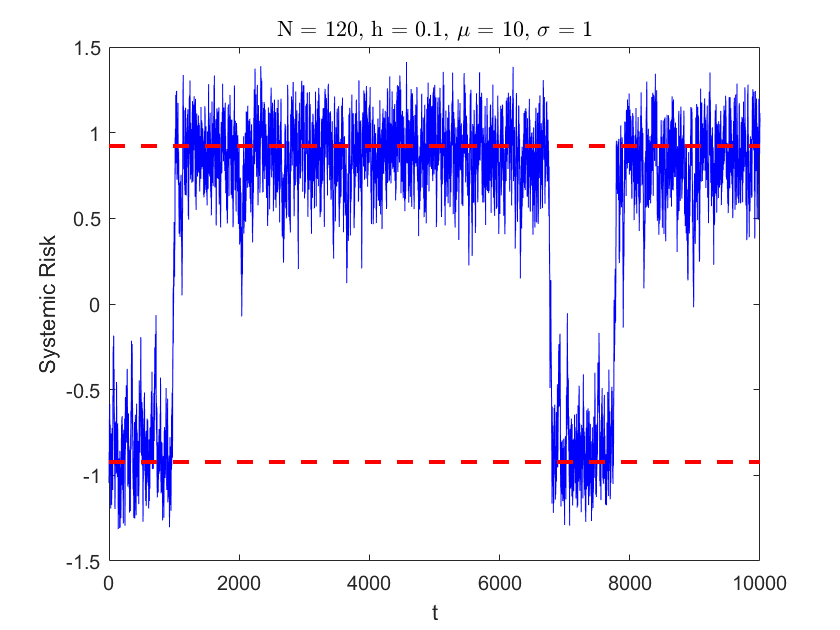 N = 120, h = 0.1, μ = 10, σ = 1
1.5
1
0.5
0
-0.5
-1
-1.5
Systemic Risk
0 2000 4000 6000 8000 10000
t